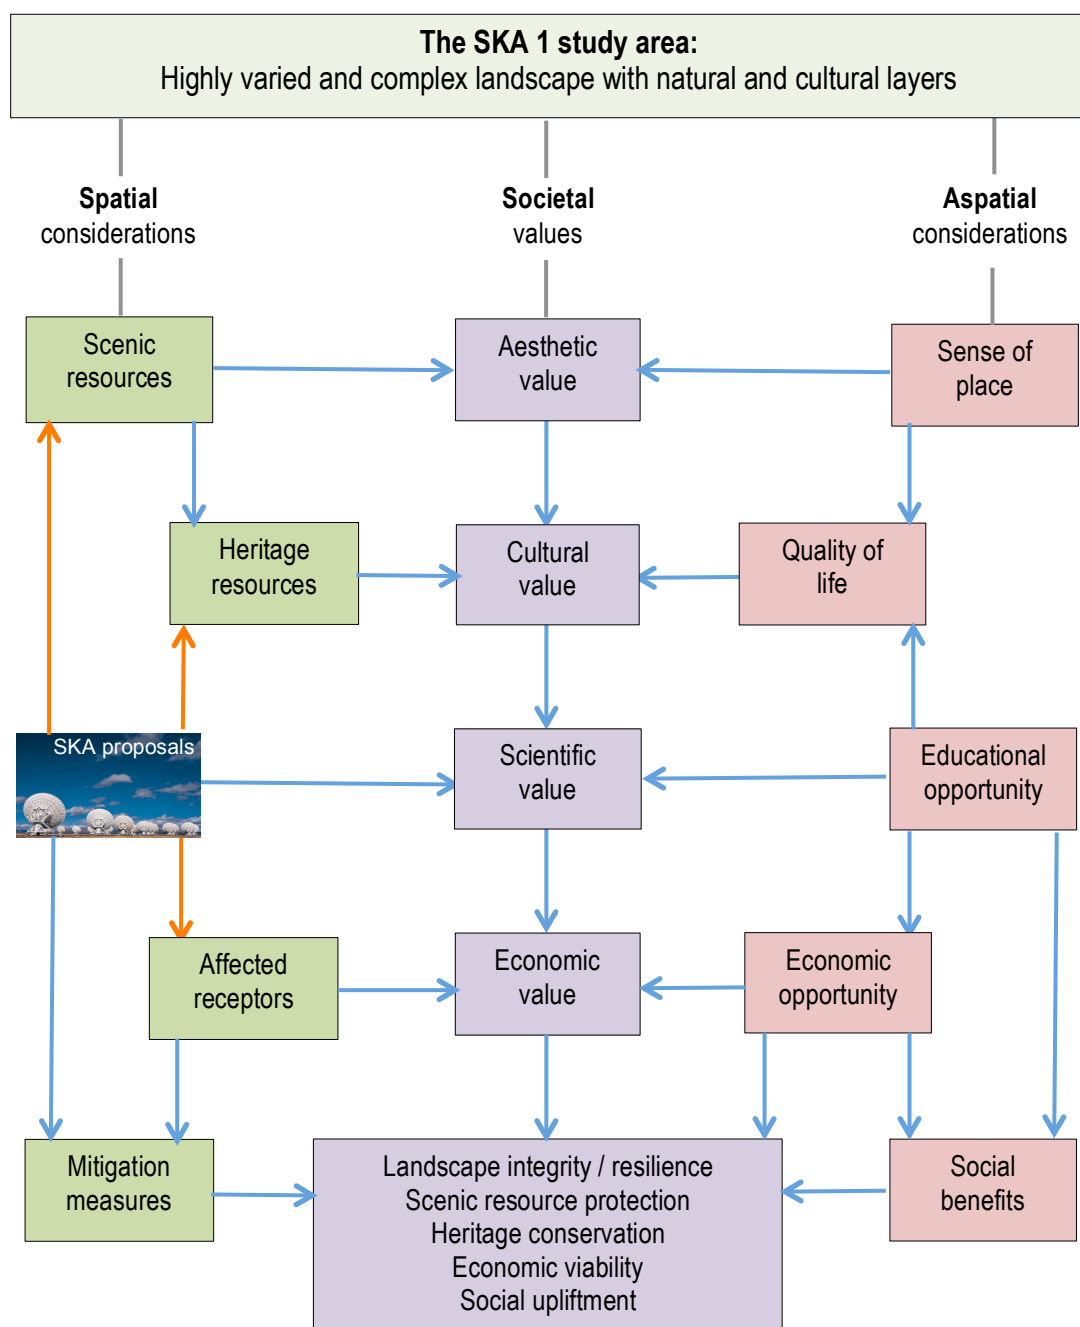 The SKA 1 study area:
Highly varied and complex landscape with natural and cultural layers
Spatial
considerations
Societal
values
Aspatial
considerations
Scenic
resources
Aesthetic
value
Sense of
place
Heritage
resources
Cultural
value
Quality of
life
SKA proposals
Scientific
value
Educational
opportunity
Affected
receptors
Economic
value
Economic
opportunity
Mitigation
measures
Landscape integrity / resilience
Scenic resource protection
Heritage conservation
Economic viability
Social upliftment
Social
benefits